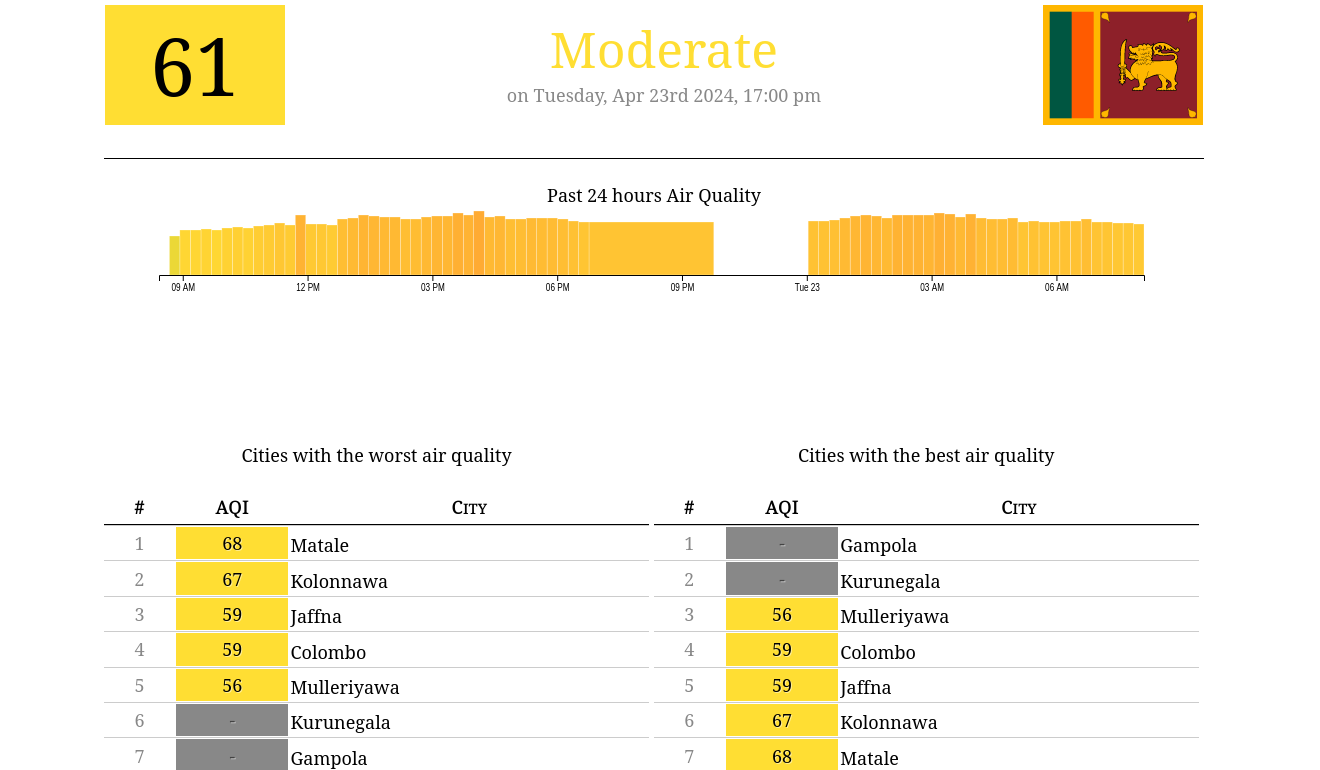 61
Moderate
on Tuesday, Apr 23rd 2024, 17:00 pm
Past 24 hours Air Quality
09 AM 12 PM 03 PM 06 PM 09 PM Tue 23 03 AM 06 AM
Cities with the worst air quality
# AQI City
1 68 Matale
2 67 Kolonnawa
3 59 Jaffna
4 59 Colombo
5 56 Mulleriyawa
6 - Kurunegala
7 - Gampola
Cities with the best air quality
# AQI City
1 - Gampola
2 - Kurunegala
3 56 Mulleriyawa
4 59 Colombo
5 59 Jaffna
6 67 Kolonnawa
7 68 Matale